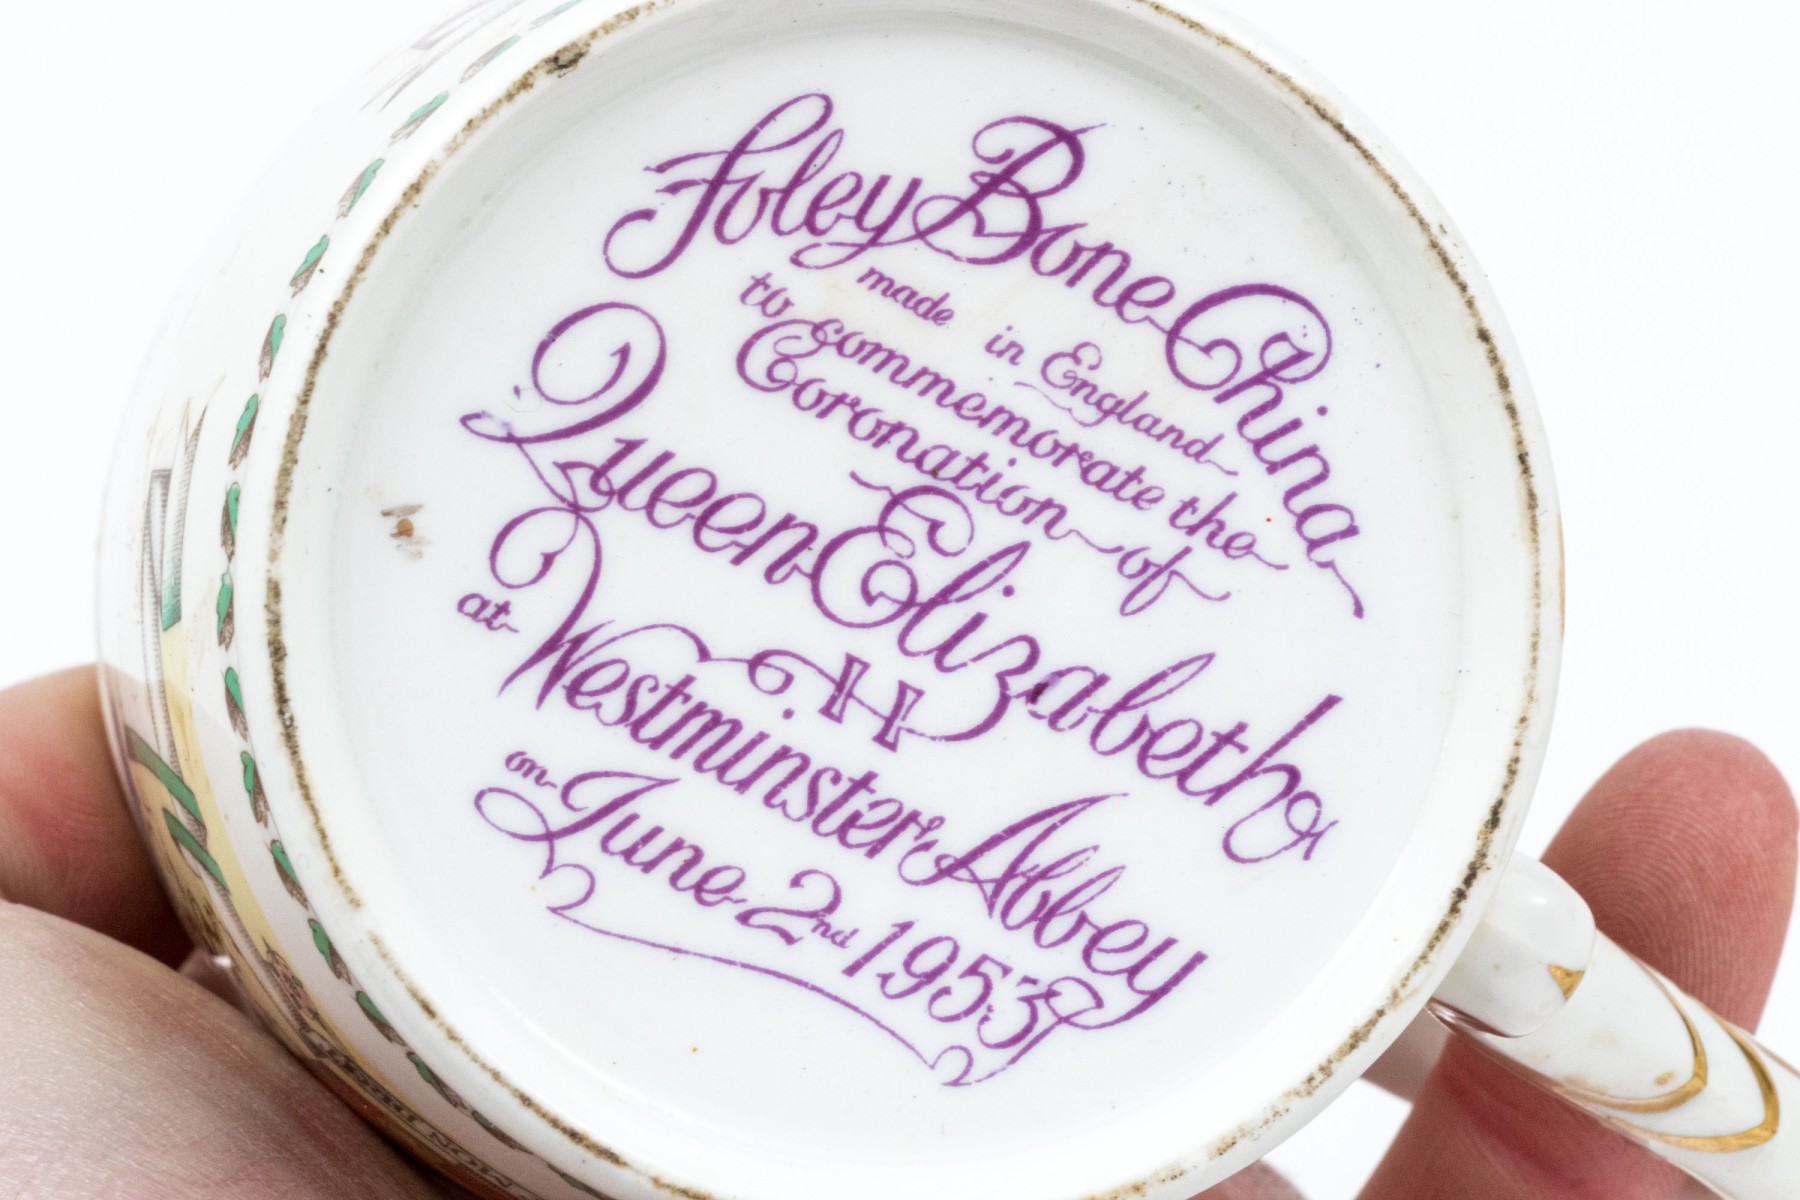 Foley Bone China
made in England
to commemorate the
Coronation of
Queen Elizabeth
II
at Westminster Abbey
on June 2nd 1953